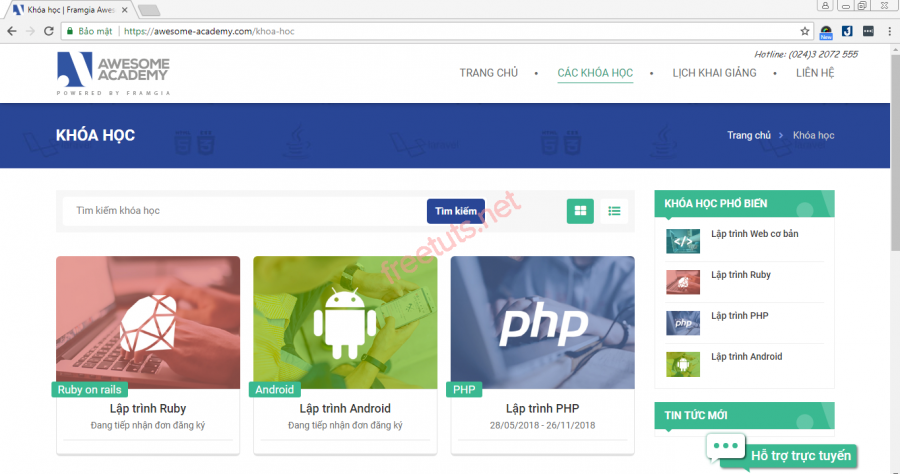 Khóa học | Framgia Awes
Bảo mật
https://awesome-academy.com/khoa-hoc
New
Hotline: (024)3 2072 555
AWESOME
ACADEMY
POWERED BY FRAMGIA
TRANG CHỦ • CÁC KHÓA HỌC • LỊCH KHAI GIẢNG • LIÊN HỆ
KHÓA HỌC
Trang chủ > Khóa học
Tìm kiếm khóa học
Tìm kiếm
freetuts.net
Ruby on rails
Lập trình Ruby
Đang tiếp nhận đơn đăng ký
Android
Lập trình Android
Đang tiếp nhận đơn đăng ký
php
PHP
Lập trình PHP
28/05/2018 - 26/11/2018
KHÓA HỌC PHỔ BIẾN
</>
Lập trình Web cơ bản
Lập trình Ruby
php
Lập trình PHP
Lập trình Android
TIN TỨC MỚI
Hỗ trợ trực tuyến